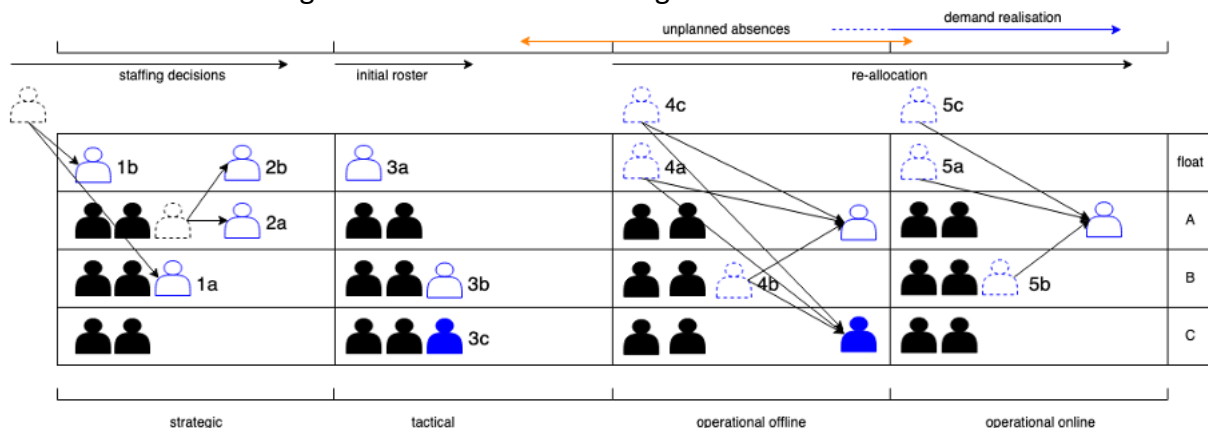 demand realisation
unplanned absences
staffing decisions
initial roster
re-allocation
4c
5c
1b
2b
3a
4a
5a
float
2a
A
1a
3b
4b
5b
B
3c
C
strategic
tactical
operational offline
operational online